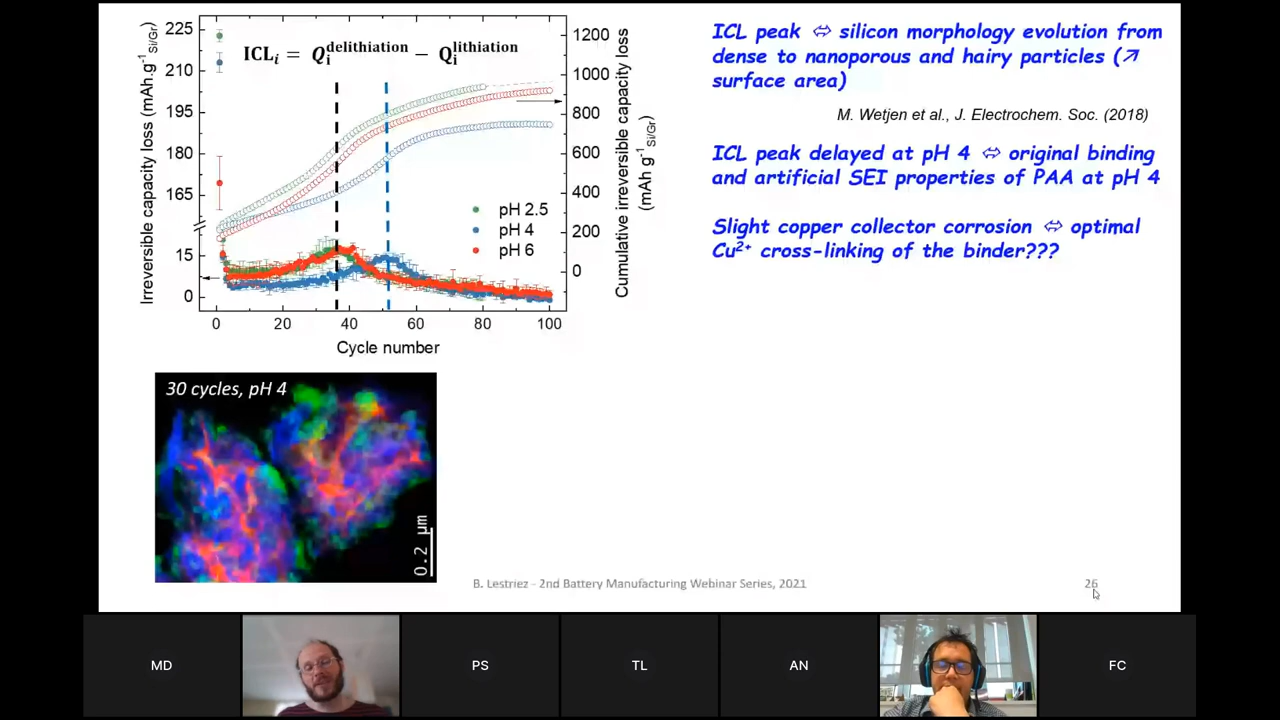 ICL peak ⇔ silicon morphology evolution from
dense to nanoporous and hairy particles (↗
surface area)
M. Wetjen et al., J. Electrochem. Soc. (2018)
ICL peak delayed at pH 4 ⇔ original binding
and artificial SEI properties of PAA at pH 4
Slight copper collector corrosion ⇔ optimal
Cu²⁺ cross-linking of the binder???
ICLᵢ = Qᵢ^delithiation − Qᵢ^lithiation
Irreversible capacity loss (mAh.g⁻¹Si/Gr)
225
210
195
180
165
15
0
Cumulative irreversible capacity loss
(mAh g⁻¹Si/Gr)
1200
1000
800
600
400
200
0
pH 2.5
pH 4
pH 6
0 20 40 60 80 100
Cycle number
30 cycles, pH 4
0.2 µm
B. Lestriez - 2nd Battery Manufacturing Webinar Series, 2021
26
MD
PS
TL
AN
FC